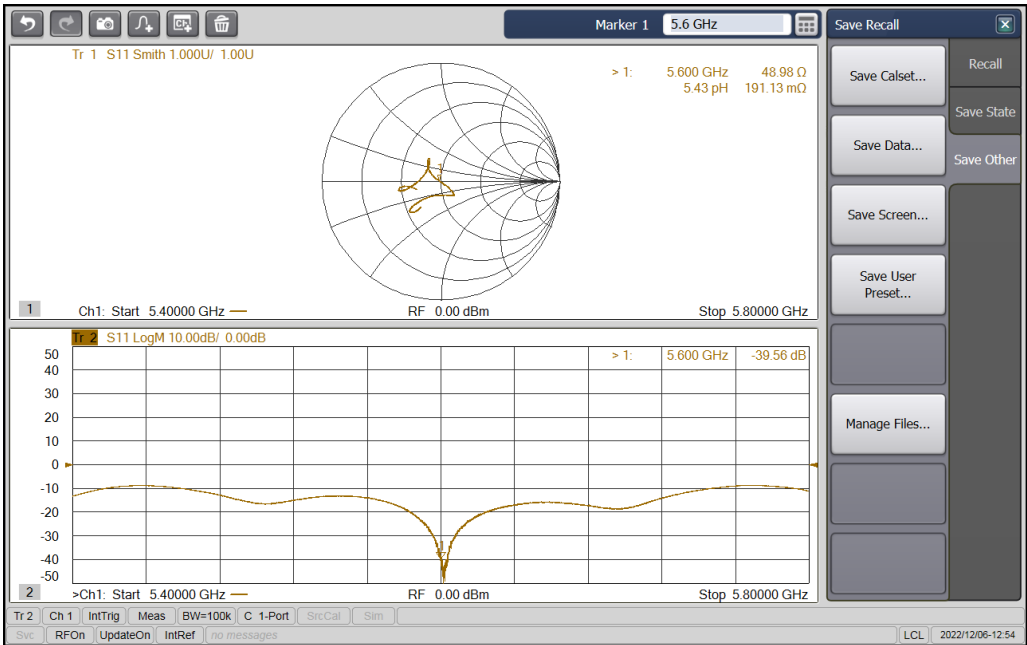 Marker 1 5.6 GHz
Save Recall
Tr 1 S11 Smith 1.000U/ 1.00U
> 1: 5.600 GHz 48.98 Ω
5.43 pH 191.13 mΩ
1
1
Ch1: Start 5.40000 GHz
RF 0.00 dBm
Stop 5.80000 GHz
Tr 2 S11 LogM 10.00dB/ 0.00dB
> 1: 5.600 GHz -39.56 dB
50
40
30
20
10
0
-10
-20
-30
-40
-50
1
2
>Ch1: Start 5.40000 GHz
RF 0.00 dBm
Stop 5.80000 GHz
Save Calset...
Save Data...
Save Screen...
Save User
Preset...
Manage Files...
Recall
Save State
Save Other
Tr 2 Ch 1 IntTrig Meas BW=100k C 1-Port SrcCal Sim
Svc RFOn UpdateOn IntRef no messages LCL 2022/12/06-12:54